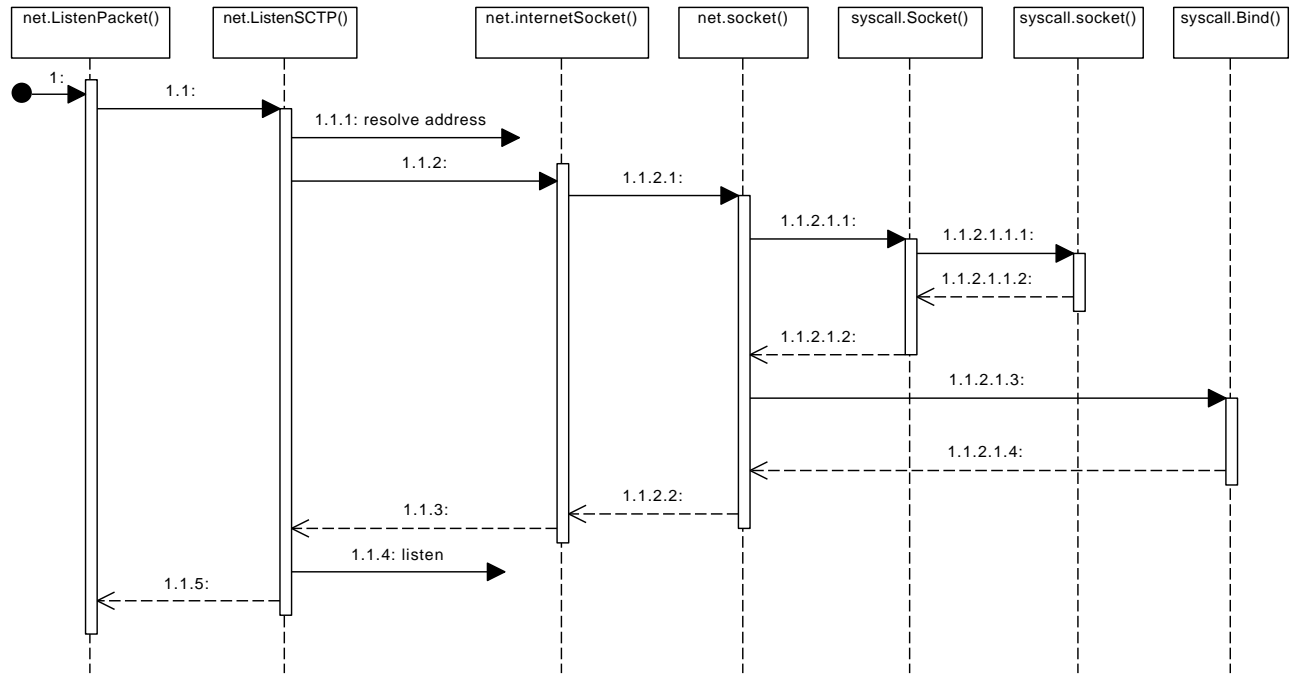 net.ListenPacket()
net.ListenSCTP()
net.internetSocket()
net.socket()
syscall.Socket()
syscall.socket()
syscall.Bind()
1:
1.1:
1.1.1: resolve address
1.1.2:
1.1.2.1:
1.1.2.1.1:
1.1.2.1.1.1:
1.1.2.1.1.2:
1.1.2.1.2:
1.1.2.1.3:
1.1.2.1.4:
1.1.2.2:
1.1.3:
1.1.4: listen
1.1.5: